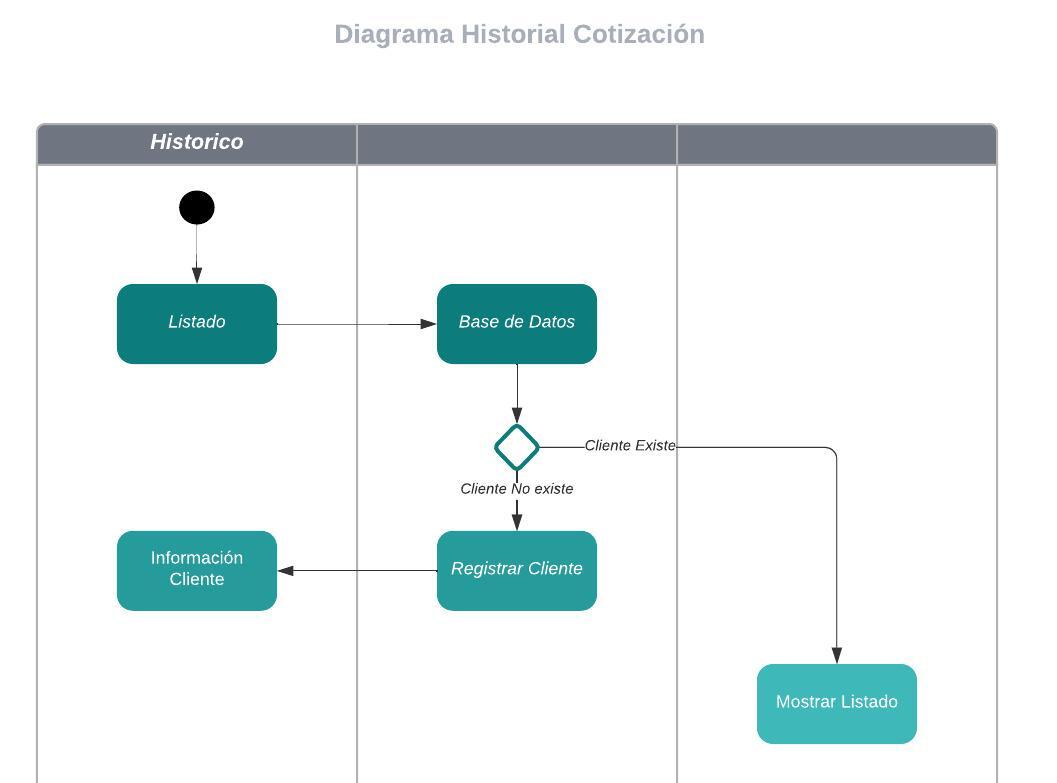 Diagrama Historial Cotización
Historico
Listado
Base de Datos
Cliente Existe
Cliente No existe
Información
Cliente
Registrar Cliente
Mostrar Listado